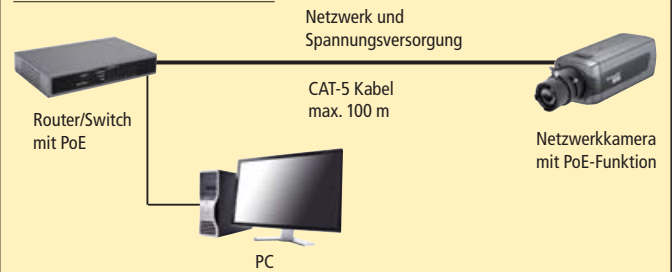 Netzwerk und
Spannungsversorgung
CAT-5 Kabel
max. 100 m
Router/Switch
mit PoE
Netzwerkkamera
mit PoE-Funktion
PC